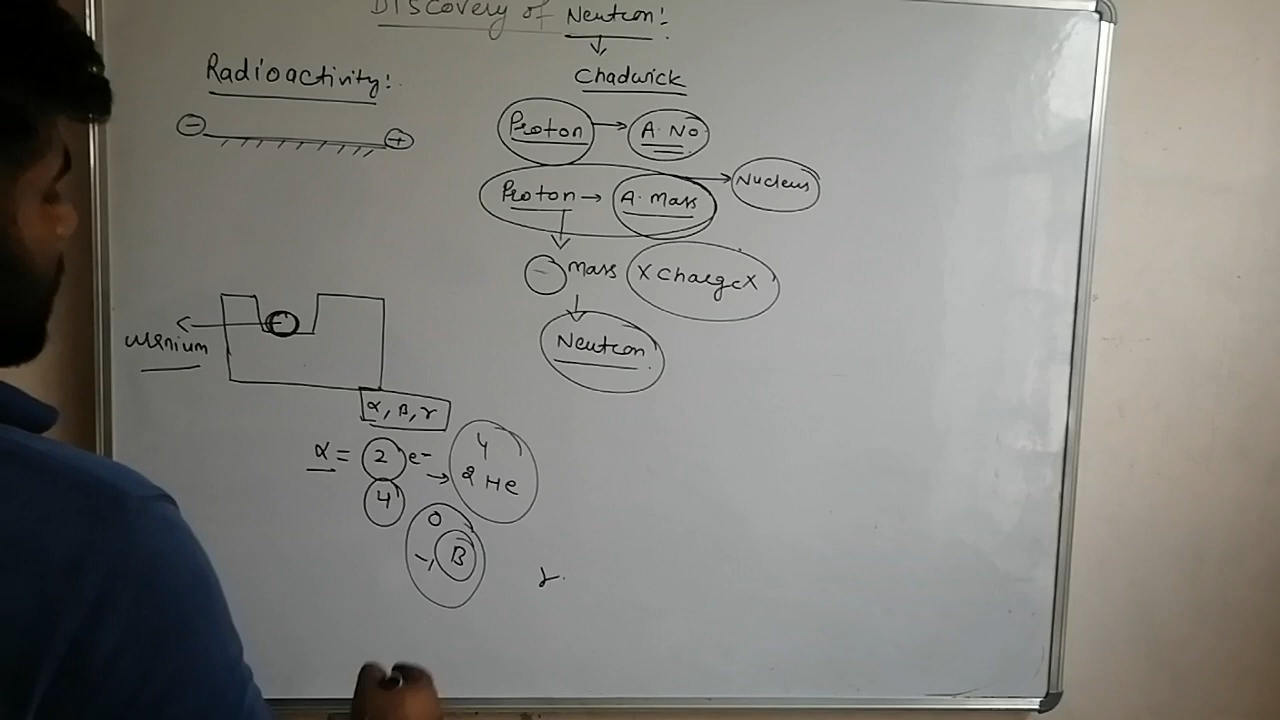 Discovery of Neutron!
Chadwick
Radioactivity:
- +
Proton → A. No
Proton → A. Mass → Nucleus
- mass x charge x
Neutron
urenium
α, β, γ
α = 2 e- → 4
2 He
4
0
-1 β
γ